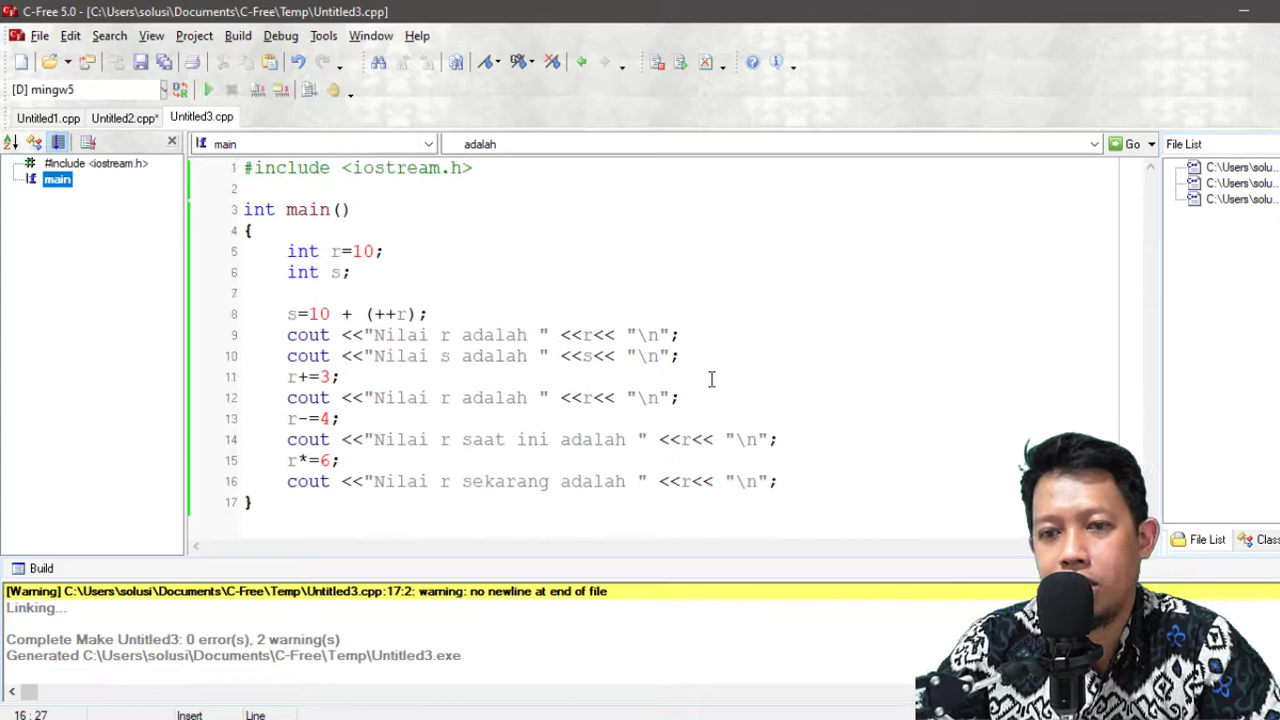 C-Free 5.0 - [C:\Users\solusi\Documents\C-Free\Temp\Untitled3.cpp]
File Edit Search View Project Build Debug Tools Window Help
[D] mingw5
Untitled1.cpp Untitled2.cpp* Untitled3.cpp
main adalah Go File List
#include <iostream.h>
main
C:\Users\solu...
C:\Users\solu...
C:\Users\solu...
1 #include <iostream.h>
2
3 int main()
4 {
5 int r=10;
6 int s;
7
8 s=10 + (++r);
9 cout <<"Nilai r adalah " <<r<< "\n";
10 cout <<"Nilai s adalah " <<s<< "\n";
11 r+=3;
12 cout <<"Nilai r adalah " <<r<< "\n";
13 r-=4;
14 cout <<"Nilai r saat ini adalah " <<r<< "\n";
15 r*=6;
16 cout <<"Nilai r sekarang adalah " <<r<< "\n";
17 }
File List Class
Build
[Warning] C:\Users\solusi\Documents\C-Free\Temp\Untitled3.cpp:17:2: warning: no newline at end of file
Linking...
Complete Make Untitled3: 0 error(s), 2 warning(s)
Generated C:\Users\solusi\Documents\C-Free\Temp\Untitled3.exe
16 : 27 Insert Line